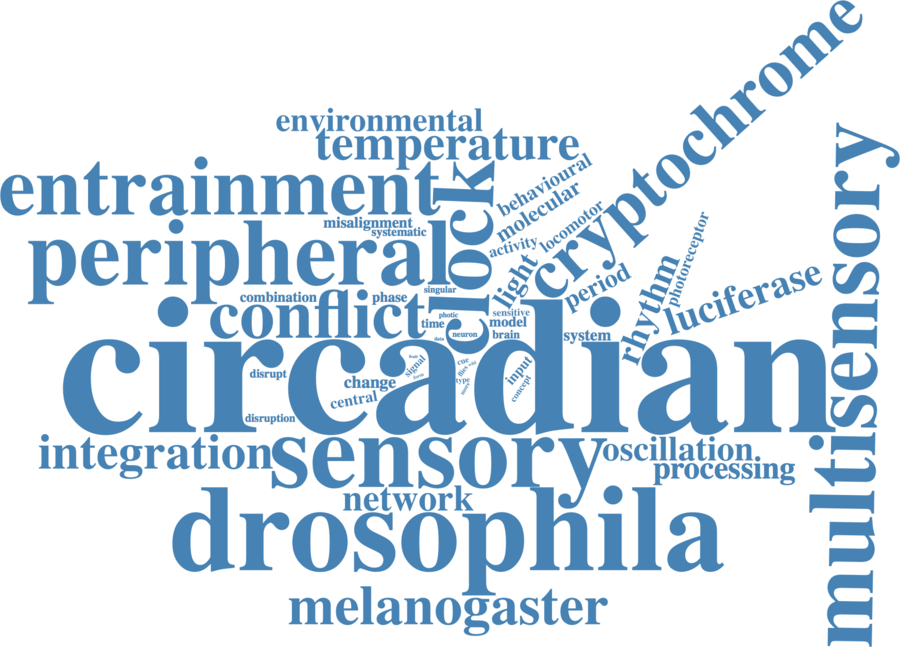 cryptochrome
environmental
temperature
multisensory
entrainment
clock
behavioural
molecular
misalignment
systematic
activity
locomotor
peripheral
light
photoreceptor
period
rhythm
luciferase
singular
combination
phase
conflict
photic
time
sensitive
model
neuron
brain
data
system
circadian
signal
cue
flies
type
input
concept
disrupt
change
central
disruption
integration
sensory
oscillation
processing
network
drosophila
melanogaster